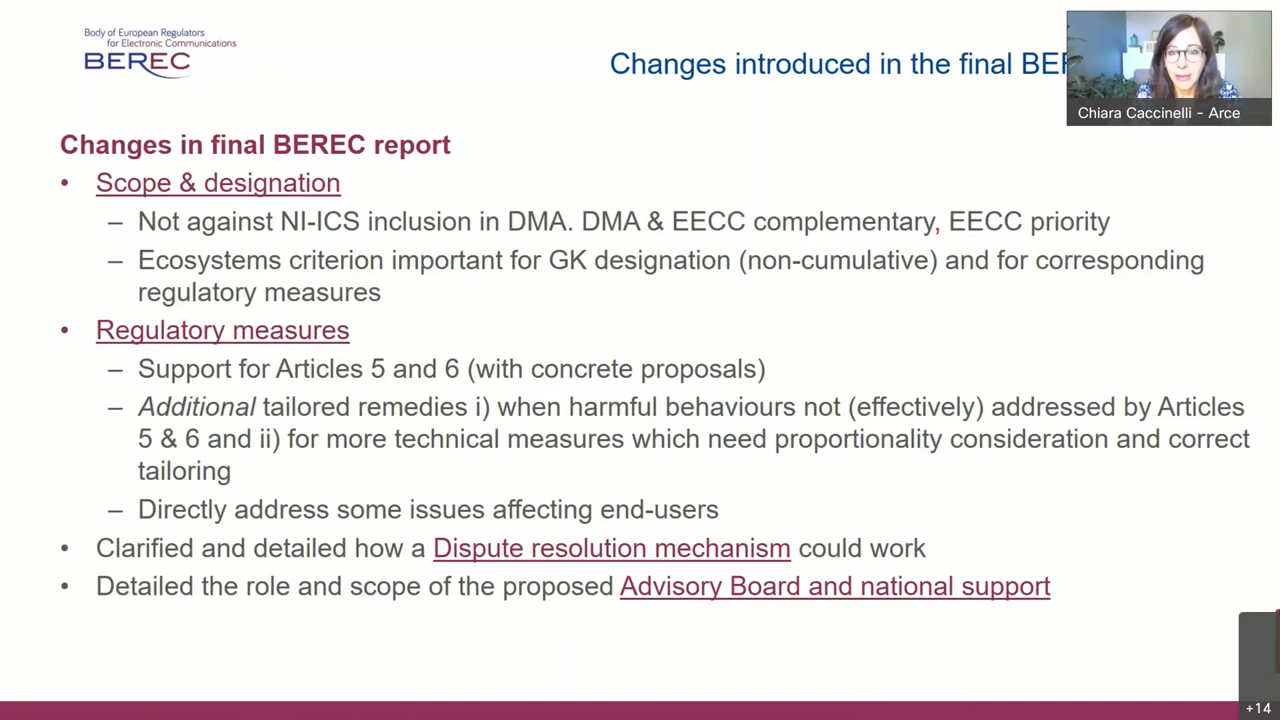 Body of European Regulators
for Electronic Communications
BEREC
Changes introduced in the final BER
Chiara Caccinelli - Arce
Changes in final BEREC report
• Scope & designation
– Not against NI-ICS inclusion in DMA. DMA & EECC complementary, EECC priority
– Ecosystems criterion important for GK designation (non-cumulative) and for corresponding
regulatory measures
• Regulatory measures
– Support for Articles 5 and 6 (with concrete proposals)
– Additional tailored remedies i) when harmful behaviours not (effectively) addressed by Articles
5 & 6 and ii) for more technical measures which need proportionality consideration and correct
tailoring
– Directly address some issues affecting end-users
• Clarified and detailed how a Dispute resolution mechanism could work
• Detailed the role and scope of the proposed Advisory Board and national support
+14